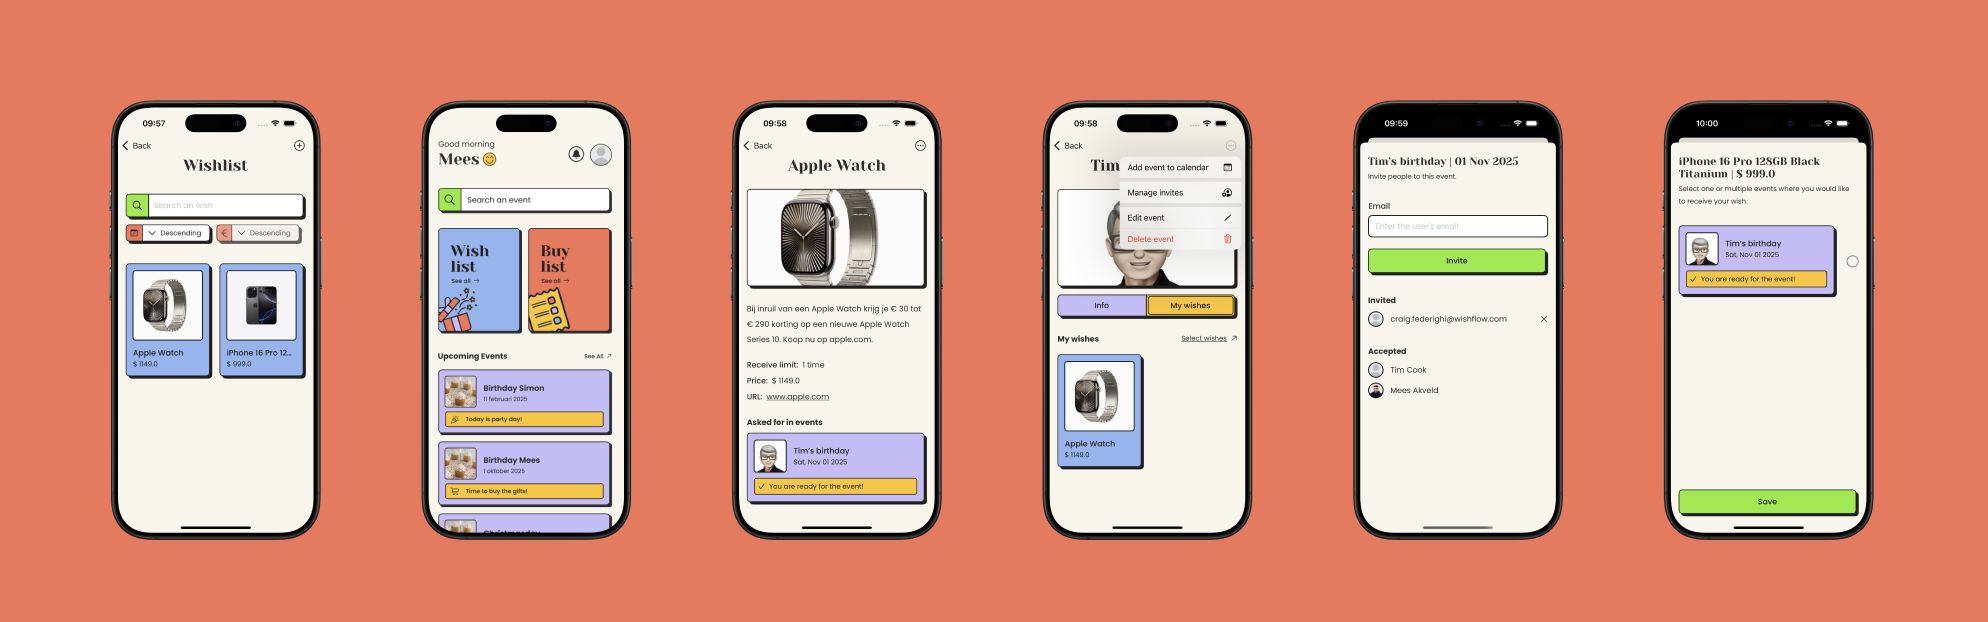 09:57
Back
Wishlist
Search an wish
Descending
€
Descending
Apple Watch
$ 1149.0
iPhone 16 Pro 12...
$ 999.0
Good morning
Mees 😊
Search an event
Wish
list
See all →
Buy
list
See all →
Upcoming Events
See All ↗
Birthday Simon
11 februari 2025
Today is party day!
Birthday Mees
1 oktober 2025
Time to buy the gifts!
Christmasday
09:58
Back
Apple Watch
Bij inruil van een Apple Watch krijg je € 30 tot
€ 290 korting op een nieuwe Apple Watch
Series 10. Koop nu op apple.com.
Receive limit: 1 time
Price: $ 1149.0
URL: www.apple.com
Asked for in events
Tim's birthday
Sat, Nov 01 2025
You are ready for the event!
09:58
Back
Tim
Add event to calendar
Manage invites
Edit event
Delete event
Info
My wishes
My wishes
Select wishes ↗
Apple Watch
$ 1149.0
09:59
Tim's birthday | 01 Nov 2025
Invite people to this event.
Email
Enter the user's email
Invite
Invited
craig.federighi@wishflow.com
Accepted
Tim Cook
Mees Akveld
10:00
iPhone 16 Pro 128GB Black
Titanium | $ 999.0
Select one or multiple events where you would like
to receive your wish.
Tim's birthday
Sat, Nov 01 2025
You are ready for the event!
Save